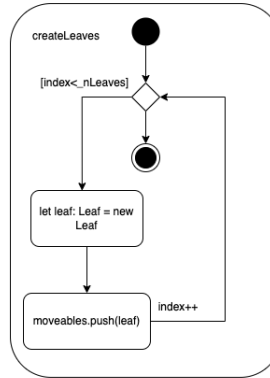 createLeaves
[index<_nLeaves]
let leaf: Leaf = new
Leaf
index++
moveables.push(leaf)